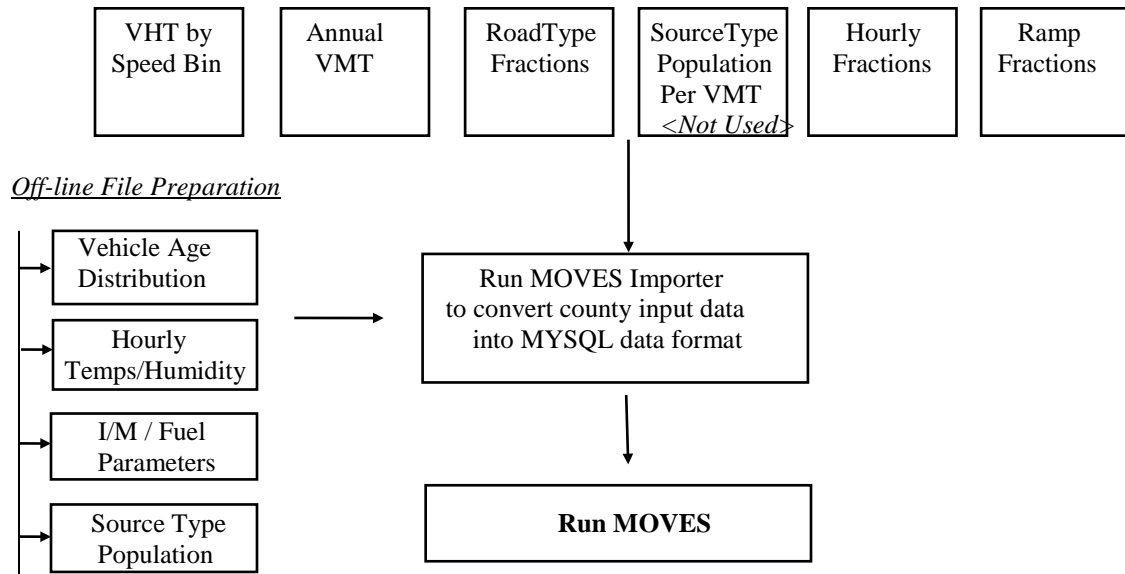 VHT by
Speed Bin
Annual
VMT
RoadType
Fractions
SourceType
Population
Per VMT
<Not Used>
Hourly
Fractions
Ramp
Fractions
Off-line File Preparation
Vehicle Age
Distribution
Hourly
Temps/Humidity
I/M / Fuel
Parameters
Source Type
Population
Run MOVES Importer
to convert county input data
into MYSQL data format
Run MOVES